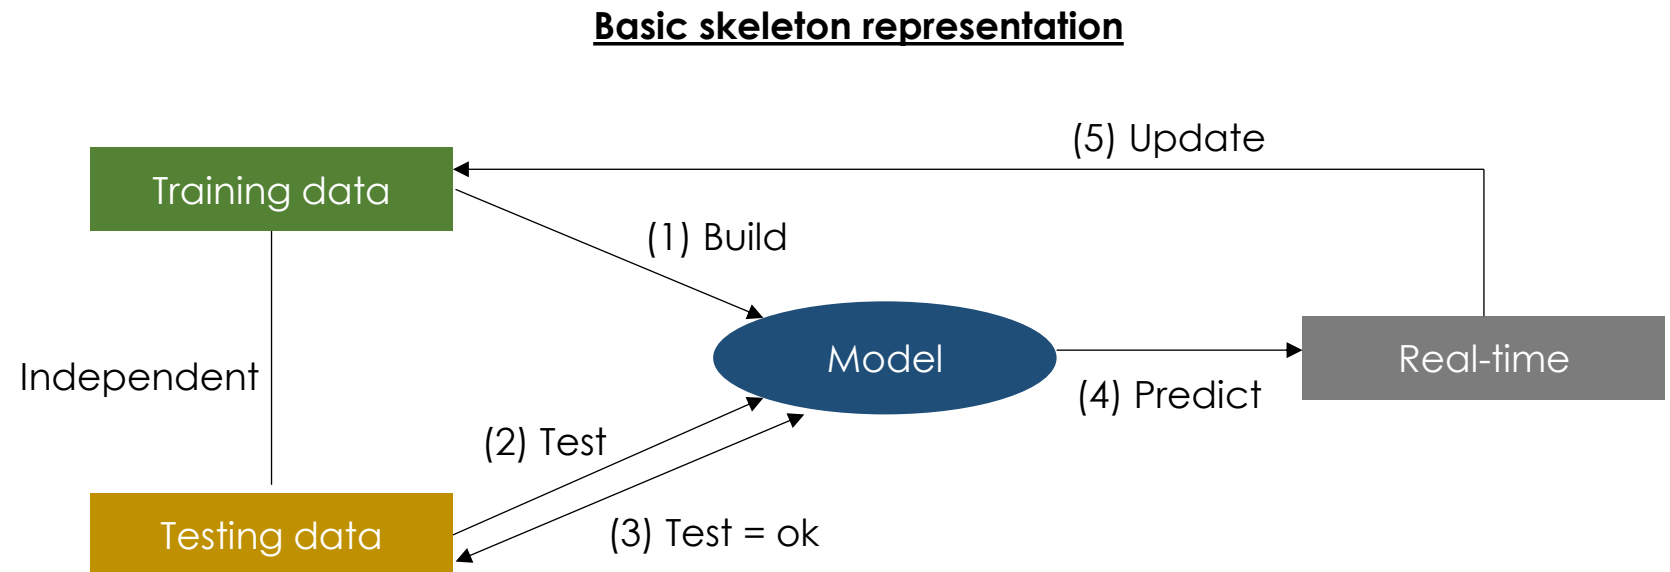 Basic skeleton representation
(5) Update
Training data
(1) Build
Independent
Model
Real-time
(4) Predict
(2) Test
Testing data
(3) Test = ok